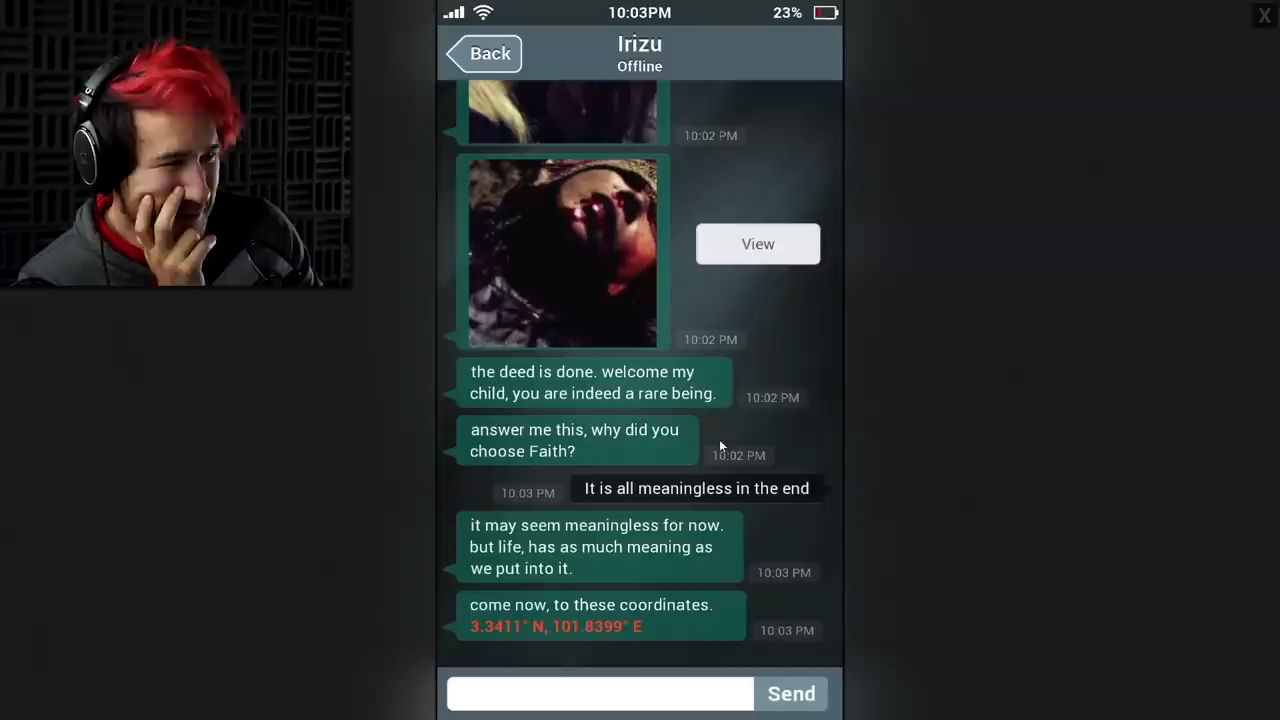 10:03PM
23%
X
Back
Irizu
Offline
10:02 PM
View
10:02 PM
the deed is done. welcome my
child, you are indeed a rare being.
10:02 PM
answer me this, why did you
choose Faith?
10:02 PM
10:03 PM
It is all meaningless in the end
it may seem meaningless for now.
but life, has as much meaning as
we put into it.
10:03 PM
come now, to these coordinates.
3.3411° N, 101.8399° E
10:03 PM
Send